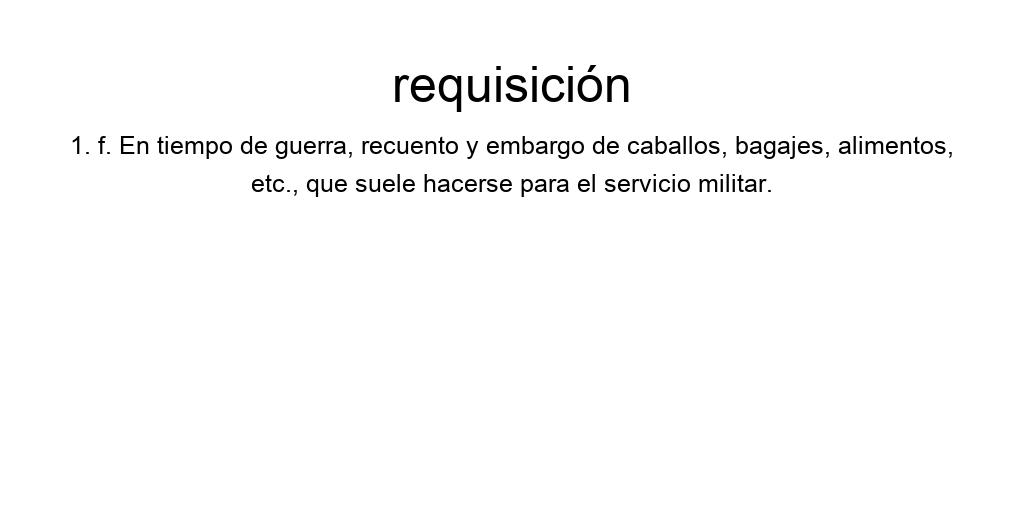 requisición
1. f. En tiempo de guerra, recuento y embargo de caballos, bagajes, alimentos,
etc., que suele hacerse para el servicio militar.